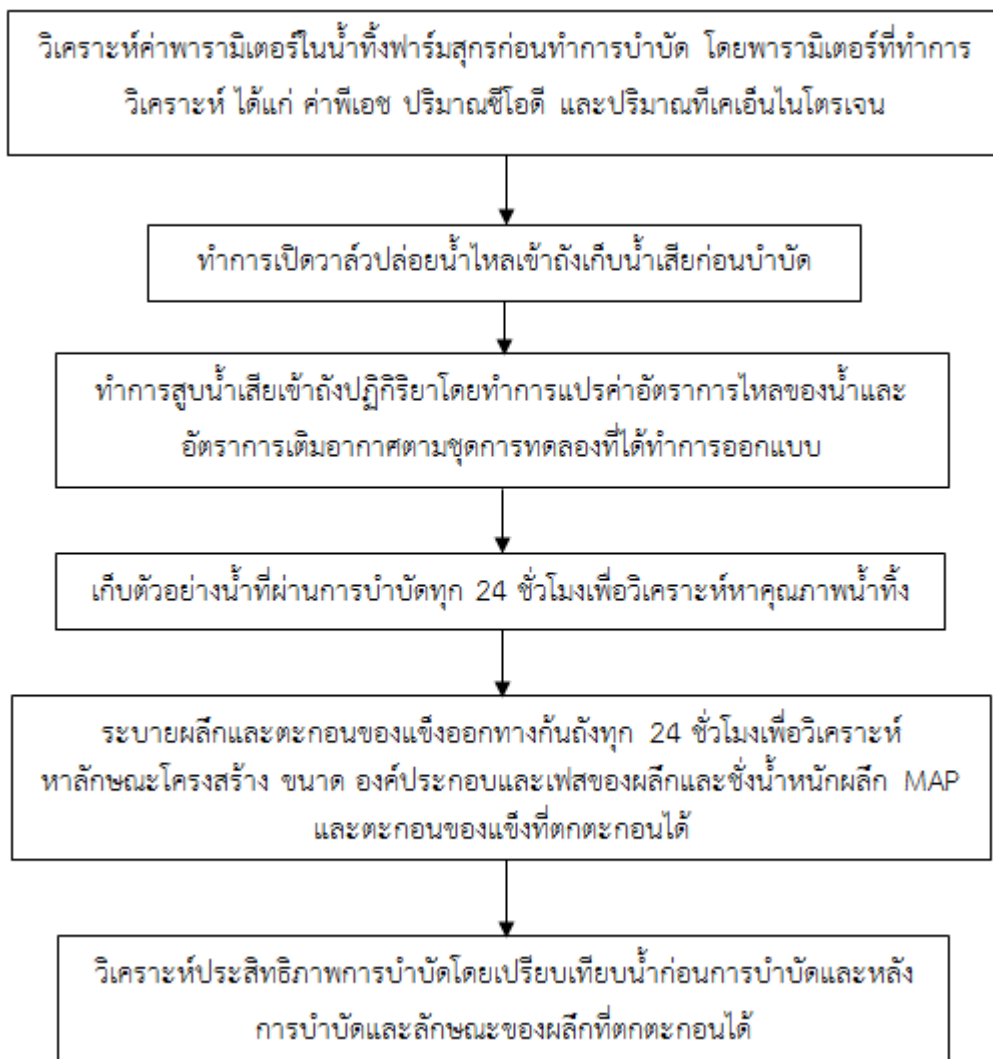 วิเคราะห์ค่าพารามิเตอร์ในน้ำทิ้งฟาร์มสุกรก่อนทำการบำบัด โดยพารามิเตอร์ที่ทำการ
วิเคราะห์ ได้แก่ ค่าพีเอช ปริมาณซีโอดี และปริมาณทีเคเอ็นไนโตรเจน
ทำการเปิดวาล์วปล่อยน้ำไหลเข้าถังเก็บน้ำเสียก่อนบำบัด
ทำการสูบน้ำเสียเข้าถังปฏิกิริยาโดยทำการแปรค่าอัตราการไหลของน้ำและ
อัตราการเติมอากาศตามชุดการทดลองที่ได้ทำการออกแบบ
เก็บตัวอย่างน้ำที่ผ่านการบำบัดทุก 24 ชั่วโมงเพื่อวิเคราะห์หาคุณภาพน้ำทิ้ง
ระบายผลึกและตะกอนของแข็งออกทางก้นถังทุก 24 ชั่วโมงเพื่อวิเคราะห์
หาลักษณะโครงสร้าง ขนาด องค์ประกอบและเฟสของผลึกและชั่งน้ำหนักผลึก MAP
และตะกอนของแข็งที่ตกตะกอนได้
วิเคราะห์ประสิทธิภาพการบำบัดโดยเปรียบเทียบน้ำก่อนการบำบัดและหลัง
การบำบัดและลักษณะของผลึกที่ตกตะกอนได้